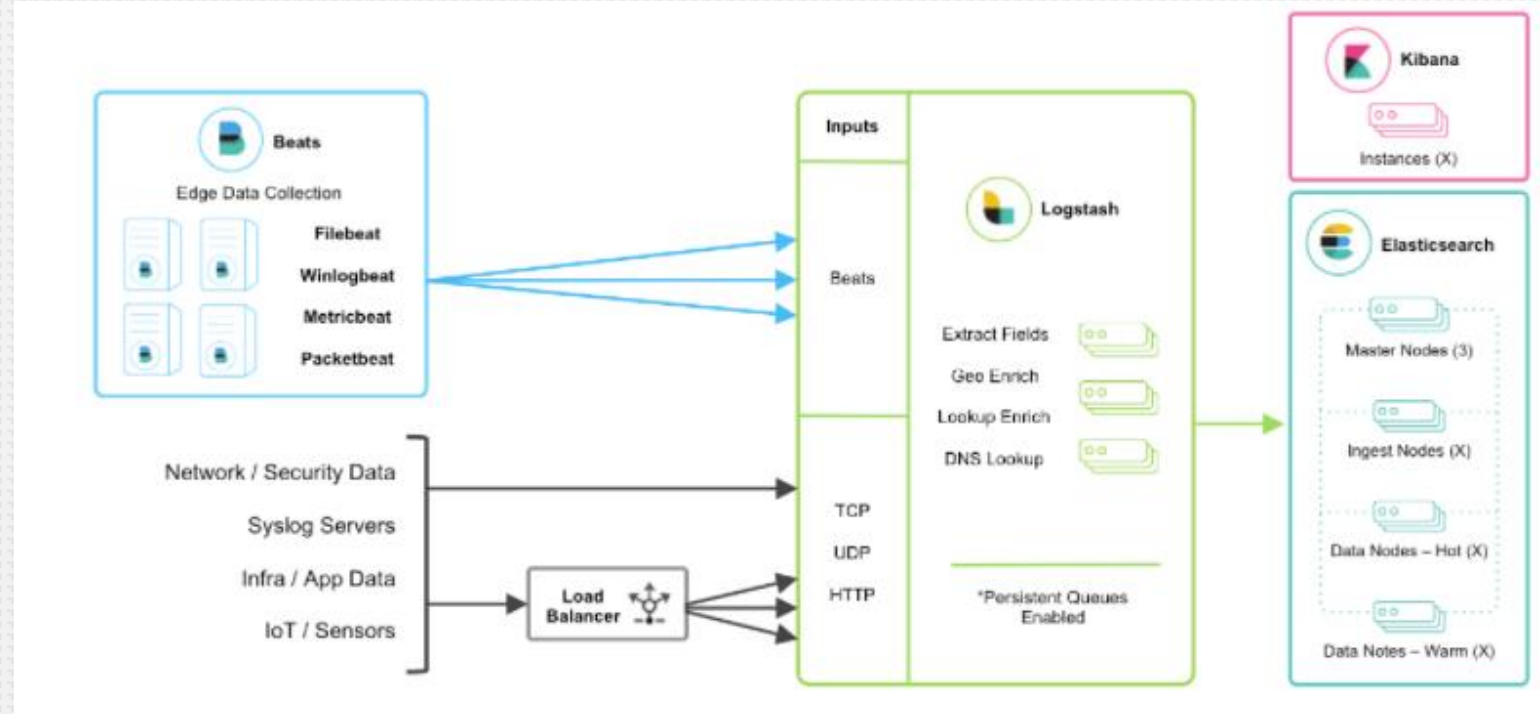 Beats
Edge Data Collection
Filebeat
Winlogbeat
Metricbeat
Packetbeat
Network / Security Data
Syslog Servers
Infra / App Data
IoT / Sensors
Load
Balancer
Inputs
Beats
TCP
UDP
HTTP
Logstash
Extract Fields
Geo Enrich
Lookup Enrich
DNS Lookup
*Persistent Queues
Enabled
Kibana
Instances (X)
Elasticsearch
Master Nodes (3)
Ingest Nodes (X)
Data Nodes – Hot (X)
Data Notes – Warm (X)